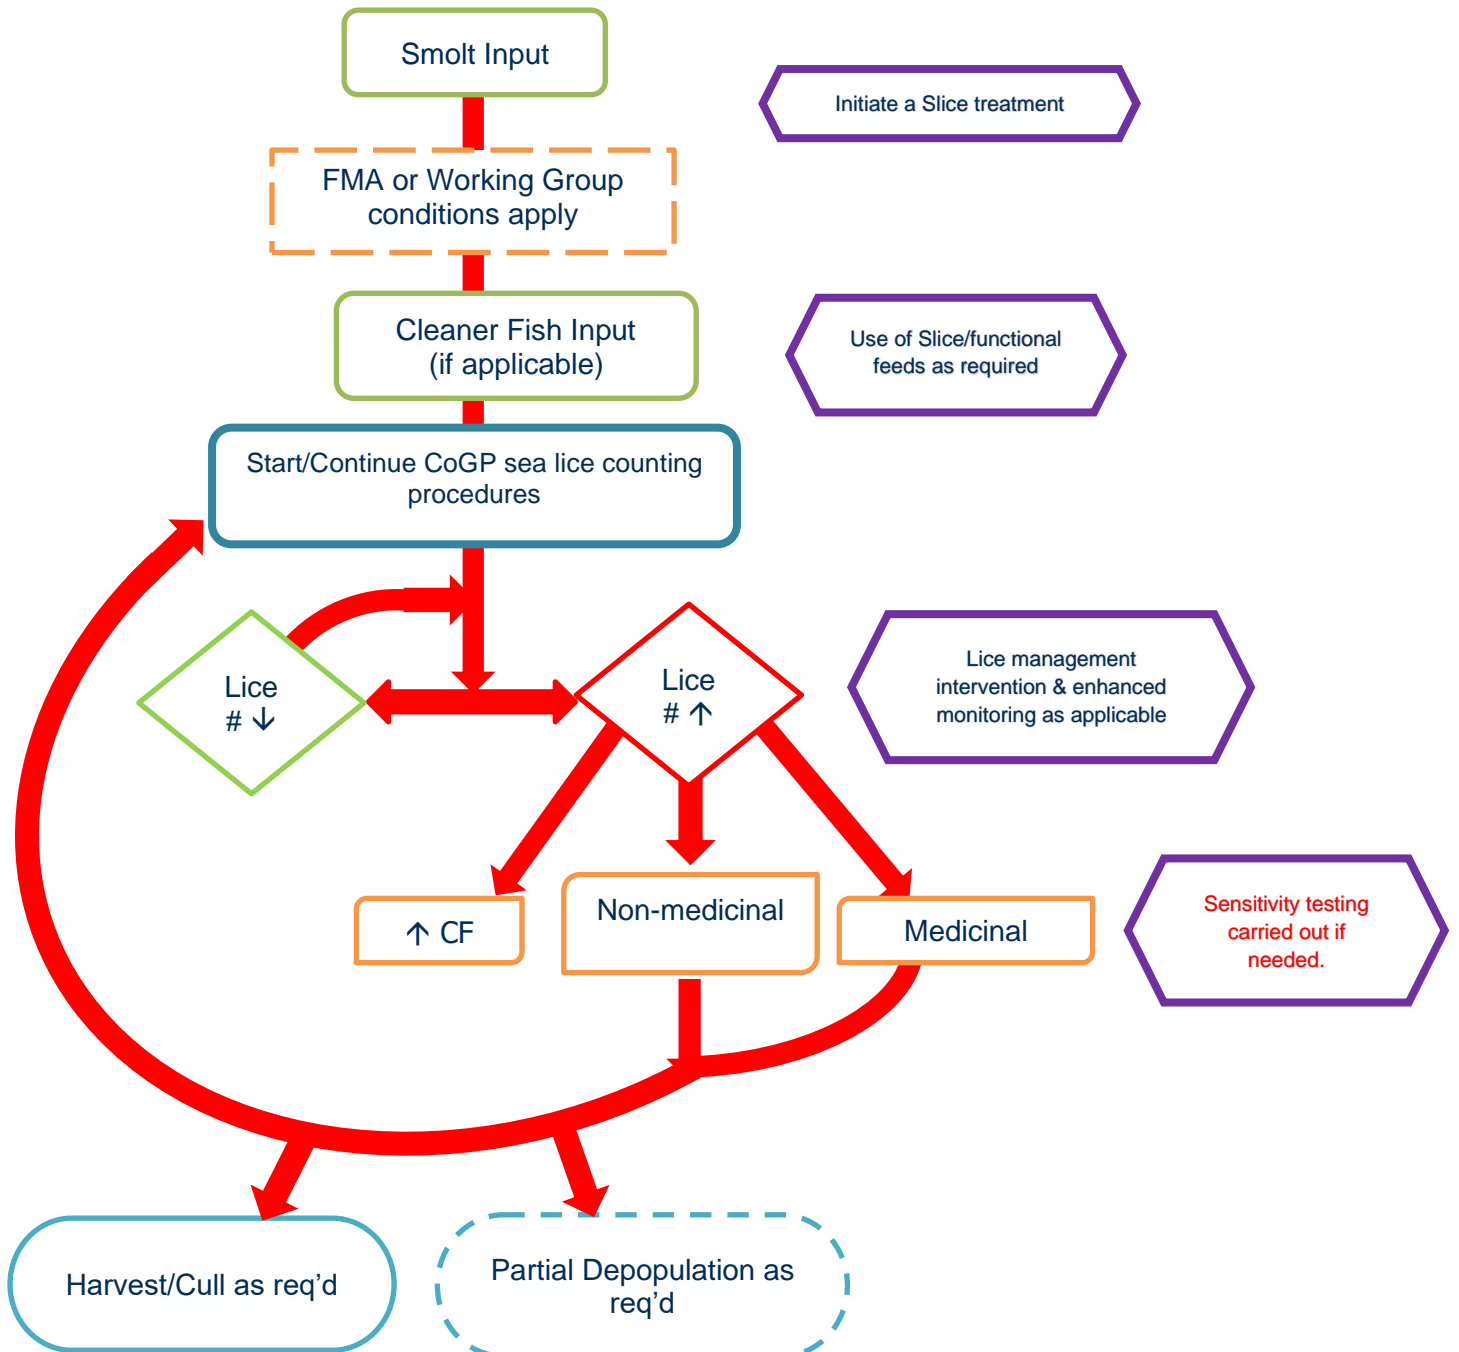 Smolt Input
Initiate a Slice treatment
FMA or Working Group
conditions apply
Cleaner Fish Input
(if applicable)
Use of Slice/functional
feeds as required
Start/Continue CoGP sea lice counting
procedures
Lice
# ↓
Lice
# ↑
Lice management
intervention & enhanced
monitoring as applicable
↑ CF
Non-medicinal
Medicinal
Sensitivity testing
carried out if
needed.
Harvest/Cull as req’d
Partial Depopulation as
req’d